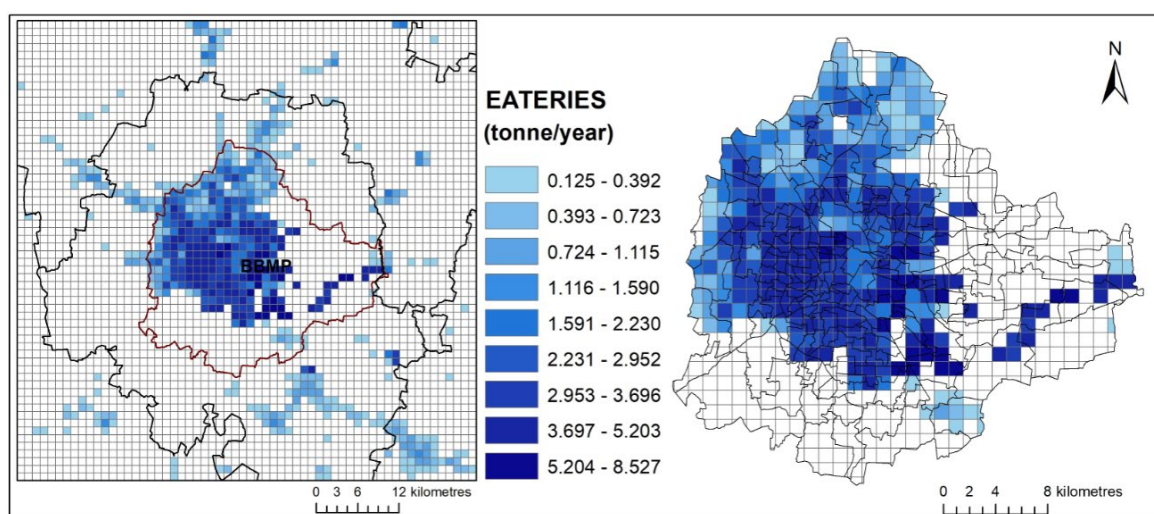 BBMP
0 3 6 12 kilometres
EATERIES
(tonne/year)
0.125 - 0.392
0.393 - 0.723
0.724 - 1.115
1.116 - 1.590
1.591 - 2.230
2.231 - 2.952
2.953 - 3.696
3.697 - 5.203
5.204 - 8.527
N
0 2 4 8 kilometres